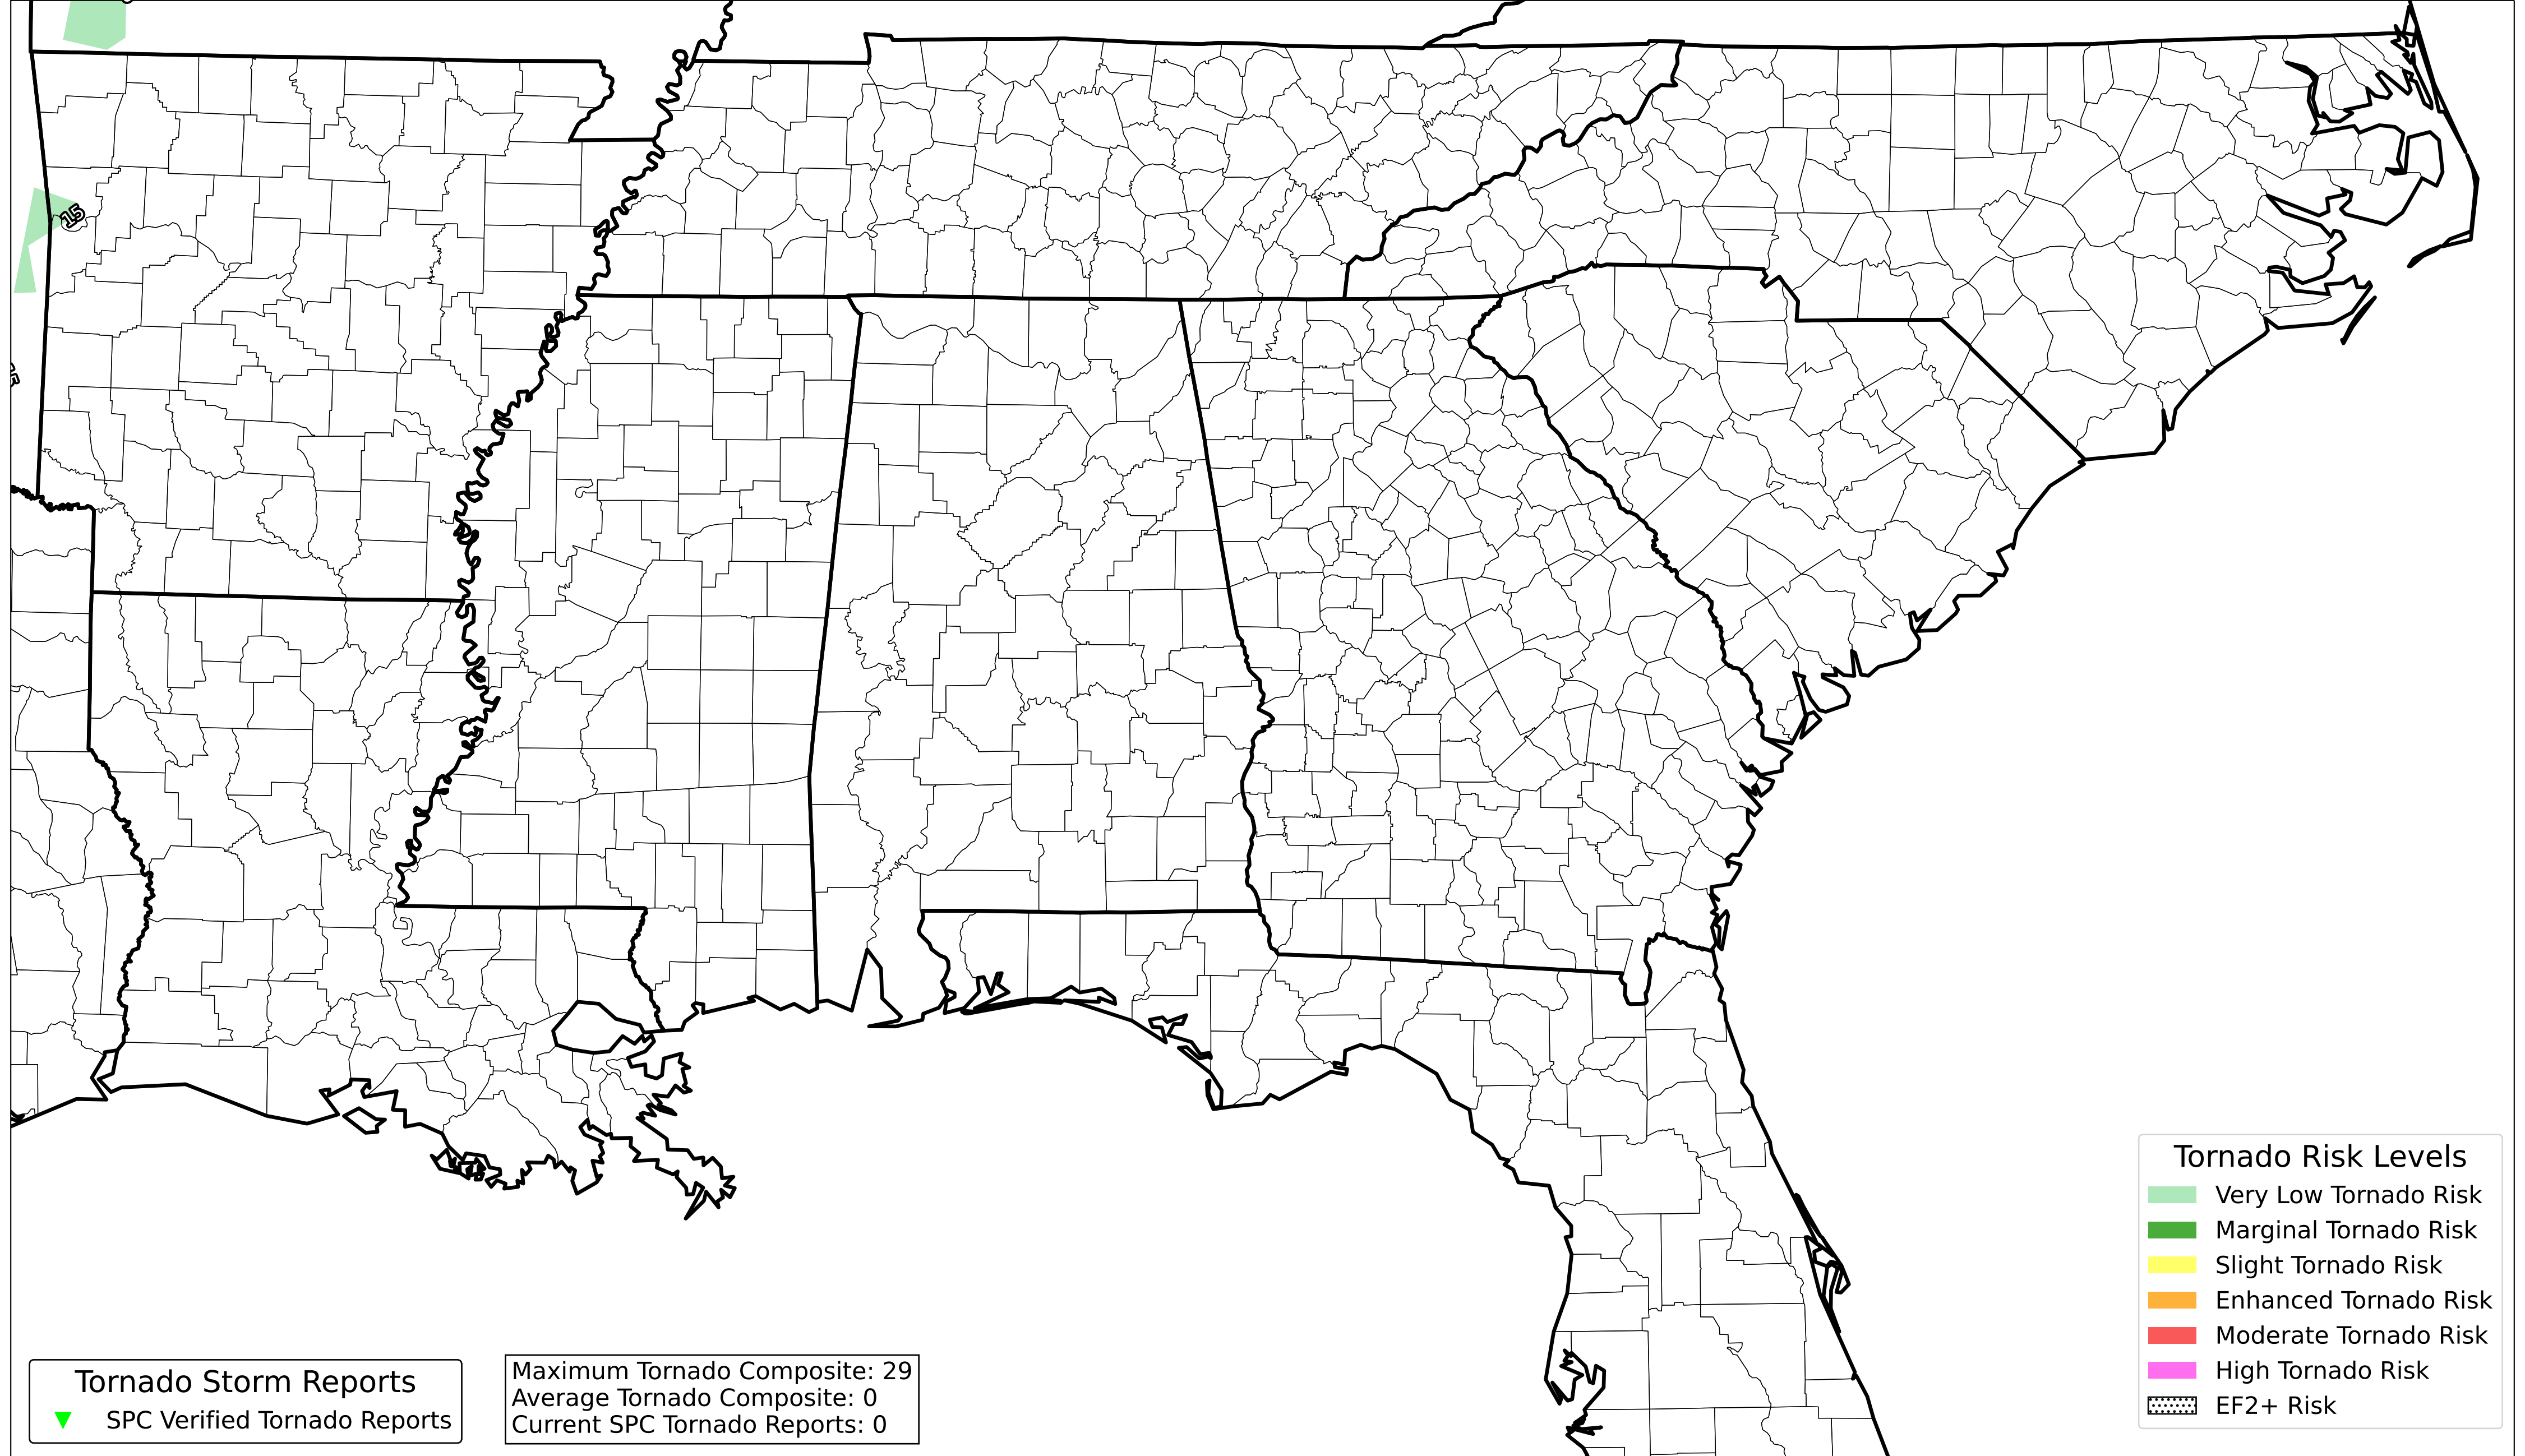 15
Tornado Risk Levels
Very Low Tornado Risk
Marginal Tornado Risk
Slight Tornado Risk
Enhanced Tornado Risk
Moderate Tornado Risk
High Tornado Risk
EF2+ Risk
Tornado Storm Reports
SPC Verified Tornado Reports
Maximum Tornado Composite: 29
Average Tornado Composite: 0
Current SPC Tornado Reports: 0